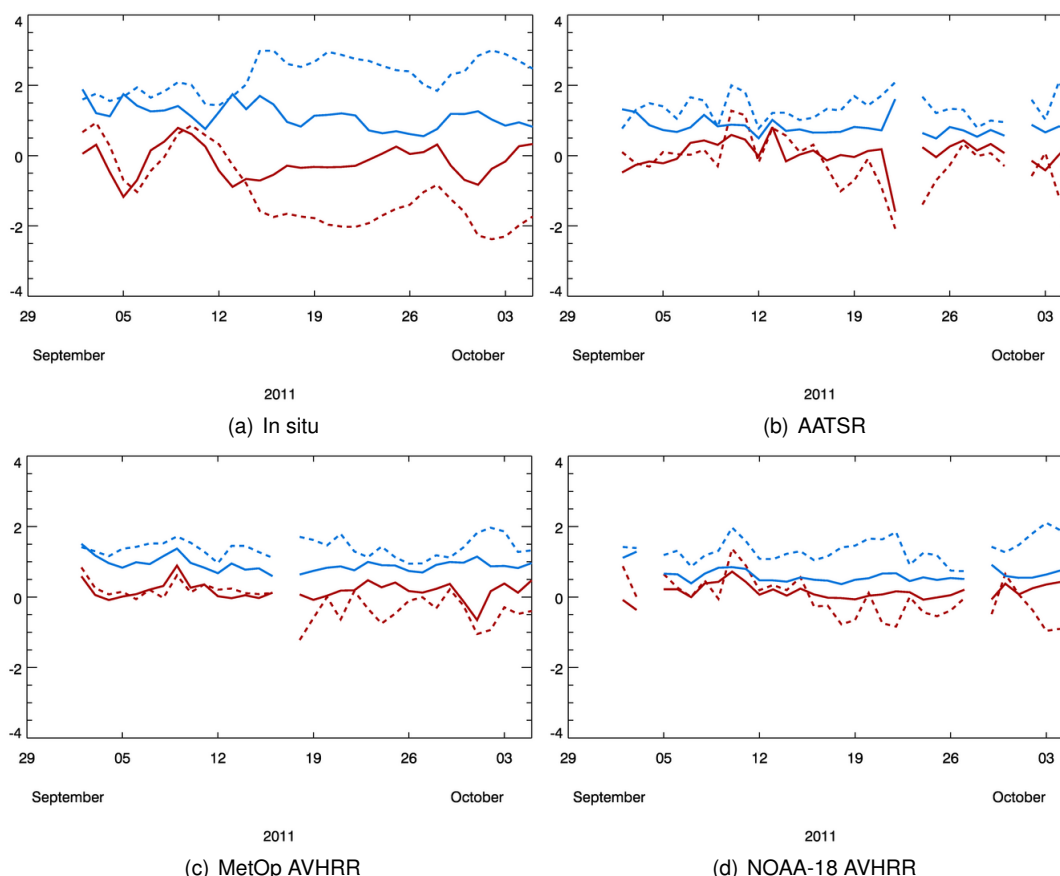 4
2
0
-2
-4
29 05 12 19 26 03
September October
2011
(a) In situ
4
2
0
-2
-4
29 05 12 19 26 03
September October
2011
(b) AATSR
4
2
0
-2
-4
29 05 12 19 26 03
September October
2011
(c) MetOp AVHRR
4
2
0
-2
-4
29 05 12 19 26 03
September October
2011
(d) NOAA-18 AVHRR